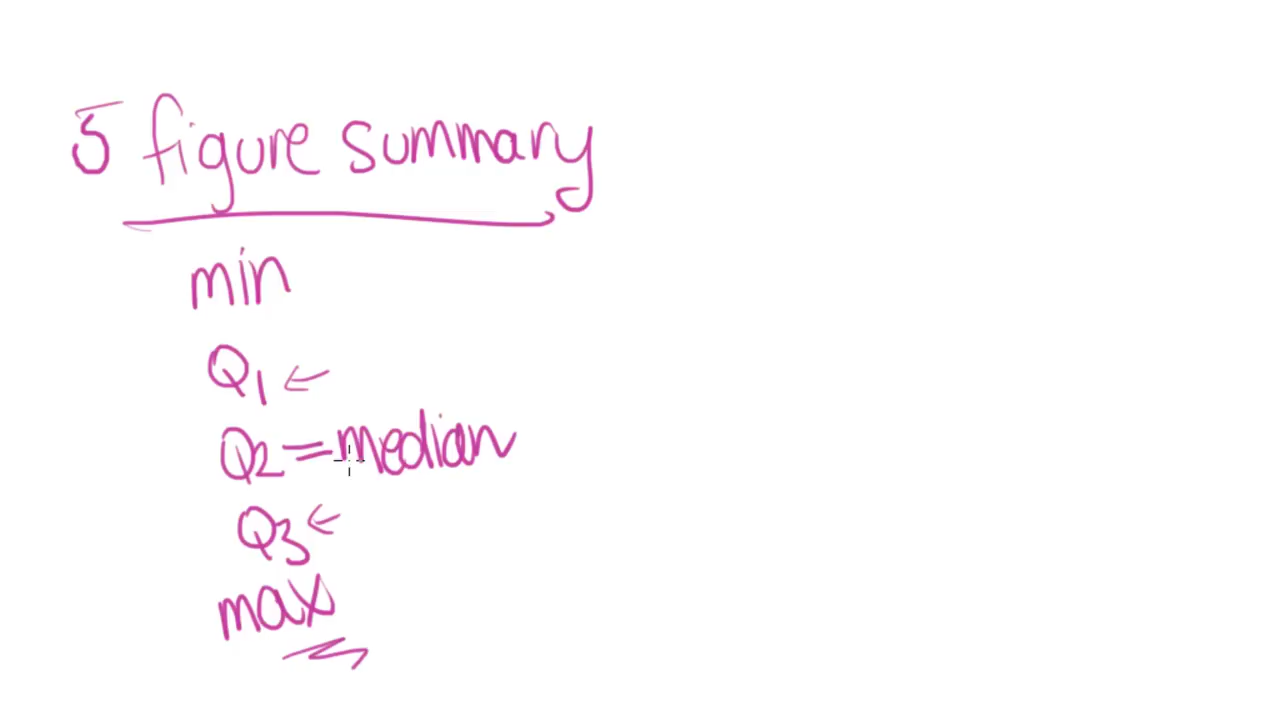 5 figure summary
min
Q1 ←
Q2 = median
Q3 ←
max